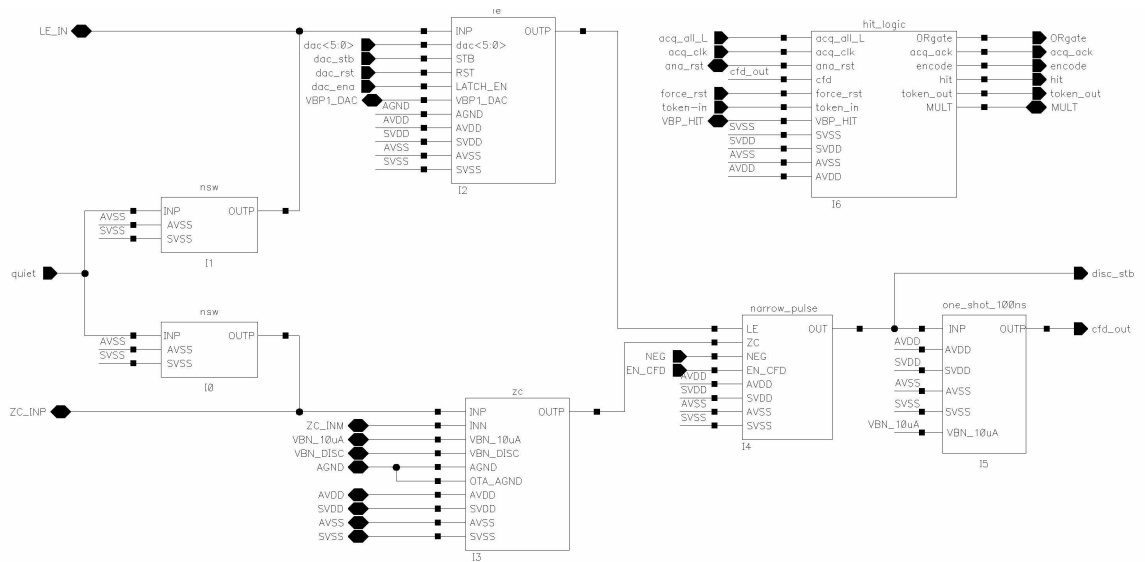 LE_IN
le
INP OUTP
dac<5:0> dac<5:0>
dac_stb STB
dac_rst RST
dac_ena LATCH_EN
VBP1_DAC VBP1_DAC
AGND AGND
AVDD AVDD
SVDD SVDD
AVSS AVSS
SVSS SVSS
I2
hit_logic
acq_all_L acq_all_L ORgate ORgate
acq_clk acq_clk acq_ack acq_ack
ana_rst ana_rst encode encode
cfd_out cfd hit hit
force_rst force_rst token_out token_out
token-in token_in MULT MULT
VBP_HIT VBP_HIT
SVSS SVSS
SVDD SVDD
AVSS AVSS
AVDD AVDD
I6
nsw
INP OUTP
AVSS AVSS
SVSS SVSS
I1
quiet
nsw
INP OUTP
AVSS AVSS
SVSS SVSS
I0
ZC_INP
zc
INP OUTP
ZC_INM INN
VBN_10uA VBN_10uA
VBN_DISC VBN_DISC
AGND AGND
OTA_AGND
AVDD AVDD
SVDD SVDD
AVSS AVSS
SVSS SVSS
I3
narrow_pulse
LE OUT
ZC
NEG NEG
EN_CFD EN_CFD
AVDD AVDD
SVDD SVDD
AVSS AVSS
SVSS SVSS
I4
disc_stb
one_shot_100ns
INP OUTP cfd_out
AVDD AVDD
SVDD SVDD
AVSS AVSS
SVSS SVSS
VBN_10uA VBN_10uA
I5